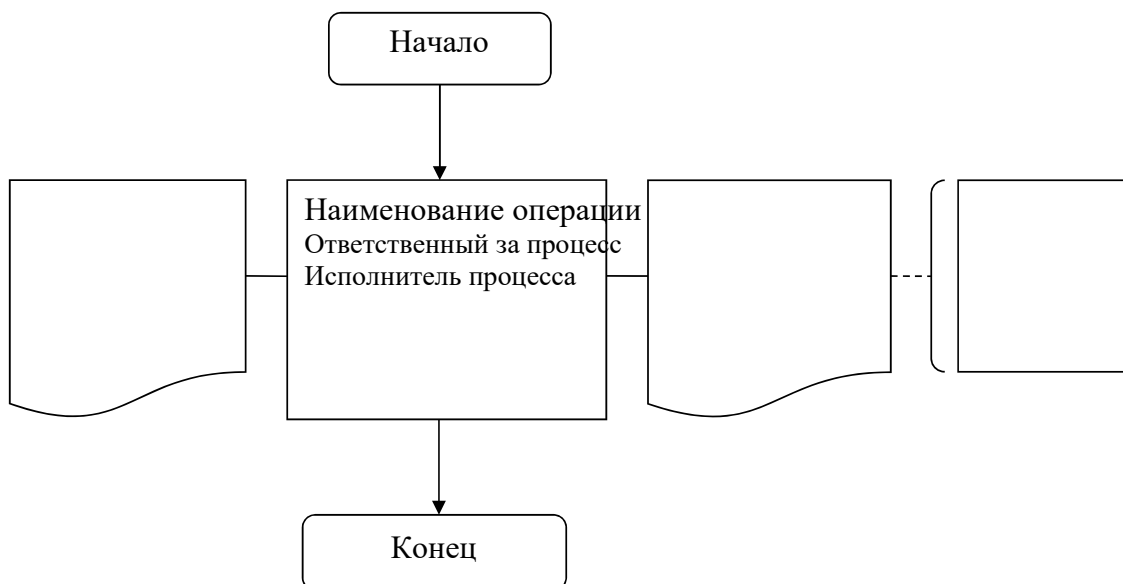 Начало
Наименование операции
Ответственный за процесс
Исполнитель процесса
Конец